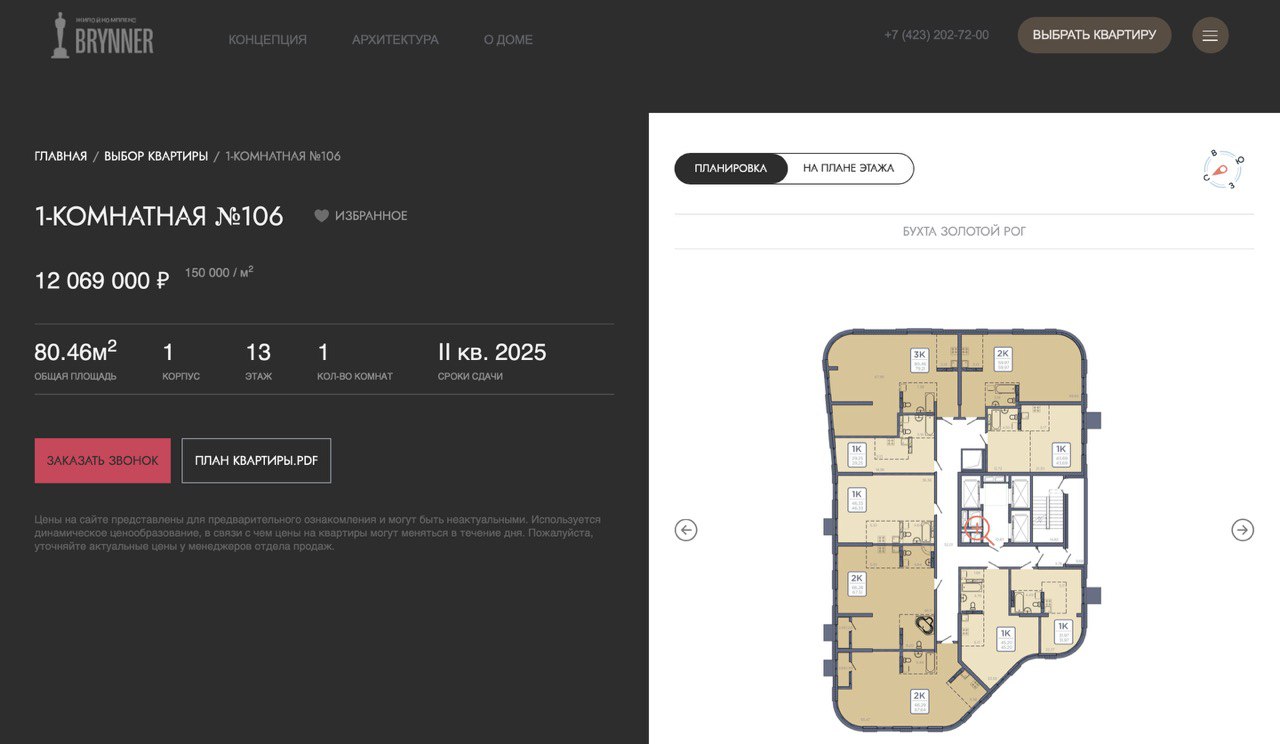 ЖИЛОЙ КОМПЛЕКС
BRYNNER
КОНЦЕПЦИЯ
АРХИТЕКТУРА
О ДОМЕ
+7 (423) 202-72-00
ВЫБРАТЬ КВАРТИРУ
ГЛАВНАЯ / ВЫБОР КВАРТИРЫ / 1-КОМНАТНАЯ №106
1-КОМНАТНАЯ №106
ИЗБРАННОЕ
12 069 000 ₽ 150 000 / м²
80.46м² 1 13 1 II кв. 2025
ОБЩАЯ ПЛОЩАДЬ КОРПУС ЭТАЖ КОЛ-ВО КОМНАТ СРОКИ СДАЧИ
ЗАКАЗАТЬ ЗВОНОК
ПЛАН КВАРТИРЫ.PDF
Цены на сайте представлены для предварительного ознакомления и могут быть неактуальными. Используется
динамическое ценообразование, в связи с чем цены на квартиры могут меняться в течение дня. Пожалуйста,
уточняйте актуальные цены у менеджеров отдела продаж.
ПЛАНИРОВКА
НА ПЛАНЕ ЭТАЖА
В
Ю
С
З
БУХТА ЗОЛОТОЙ РОГ
3К
2К
1К
1К
1К
2К
1К
1К
2К